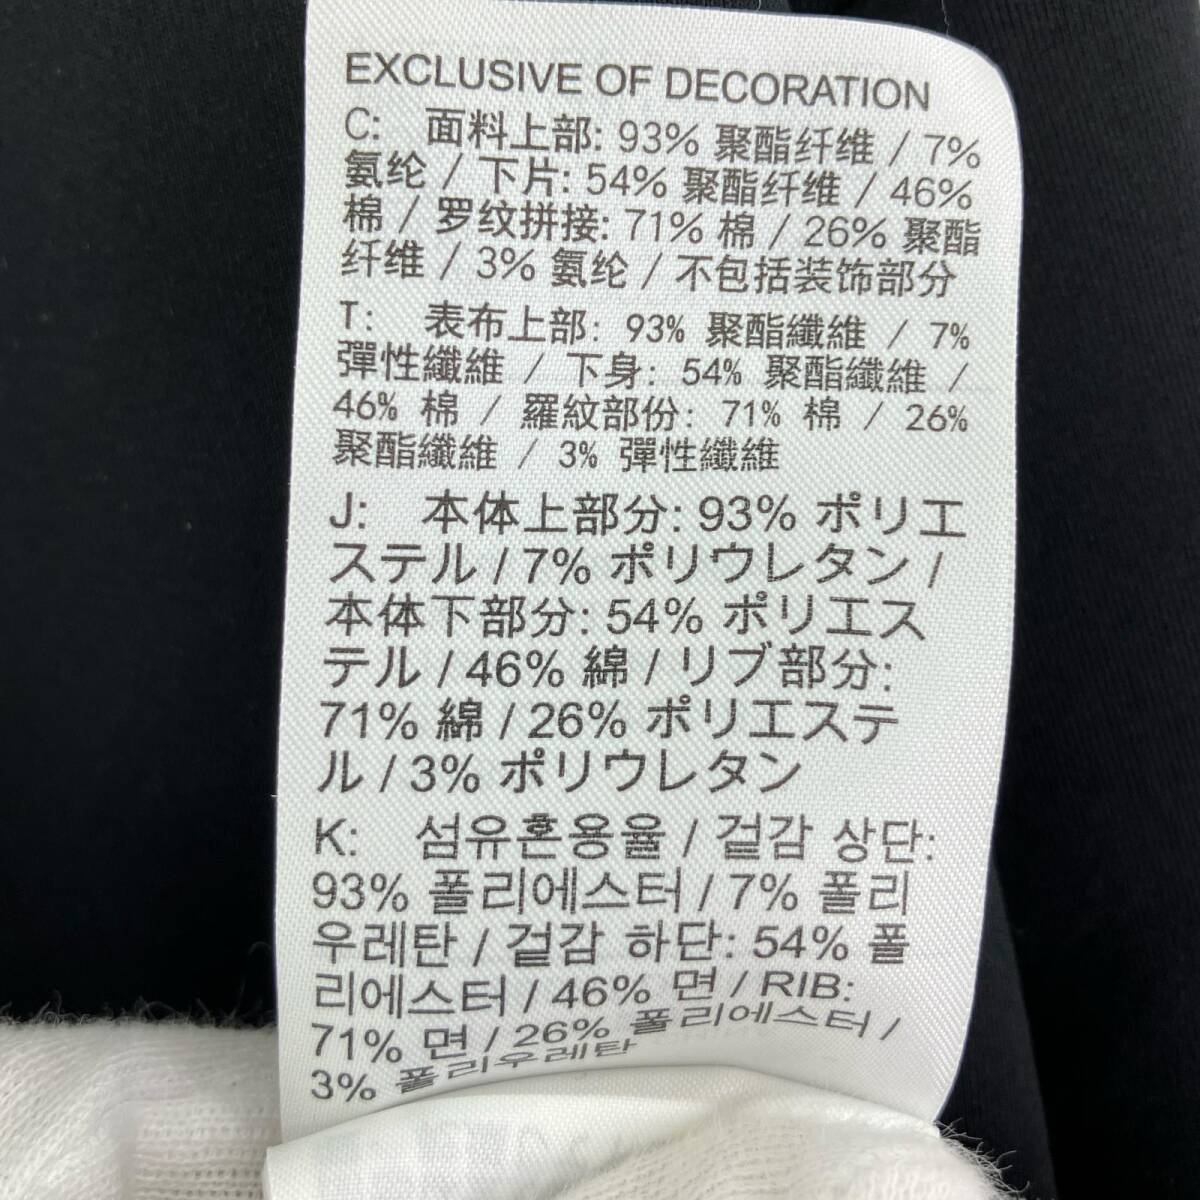 EXCLUSIVE OF DECORATION
C: 面料上部: 93% 聚酯纤维 / 7%
氨纶 / 下片: 54% 聚酯纤维 / 46%
棉 / 罗纹拼接: 71% 棉 / 26% 聚酯
纤维 / 3% 氨纶 / 不包括装饰部分
T: 表布上部: 93% 聚酯纖維 / 7%
彈性纖維 / 下身: 54% 聚酯纖維 /
46% 棉 / 羅紋部份: 71% 棉 / 26%
聚酯纖維 / 3% 彈性纖維
J: 本体上部分: 93% ポリエ
ステル / 7% ポリウレタン /
本体下部分: 54% ポリエス
テル / 46% 綿 / リブ部分:
71% 綿 / 26% ポリエステ
ル / 3% ポリウレタン
K: 섬유혼용율 / 겉감 상단:
93% 폴리에스터 / 7% 폴리
우레탄 / 겉감 하단: 54% 폴
리에스터 / 46% 면 / RIB:
71% 면 / 26% 폴리에스터 /
3% 폴리우레탄